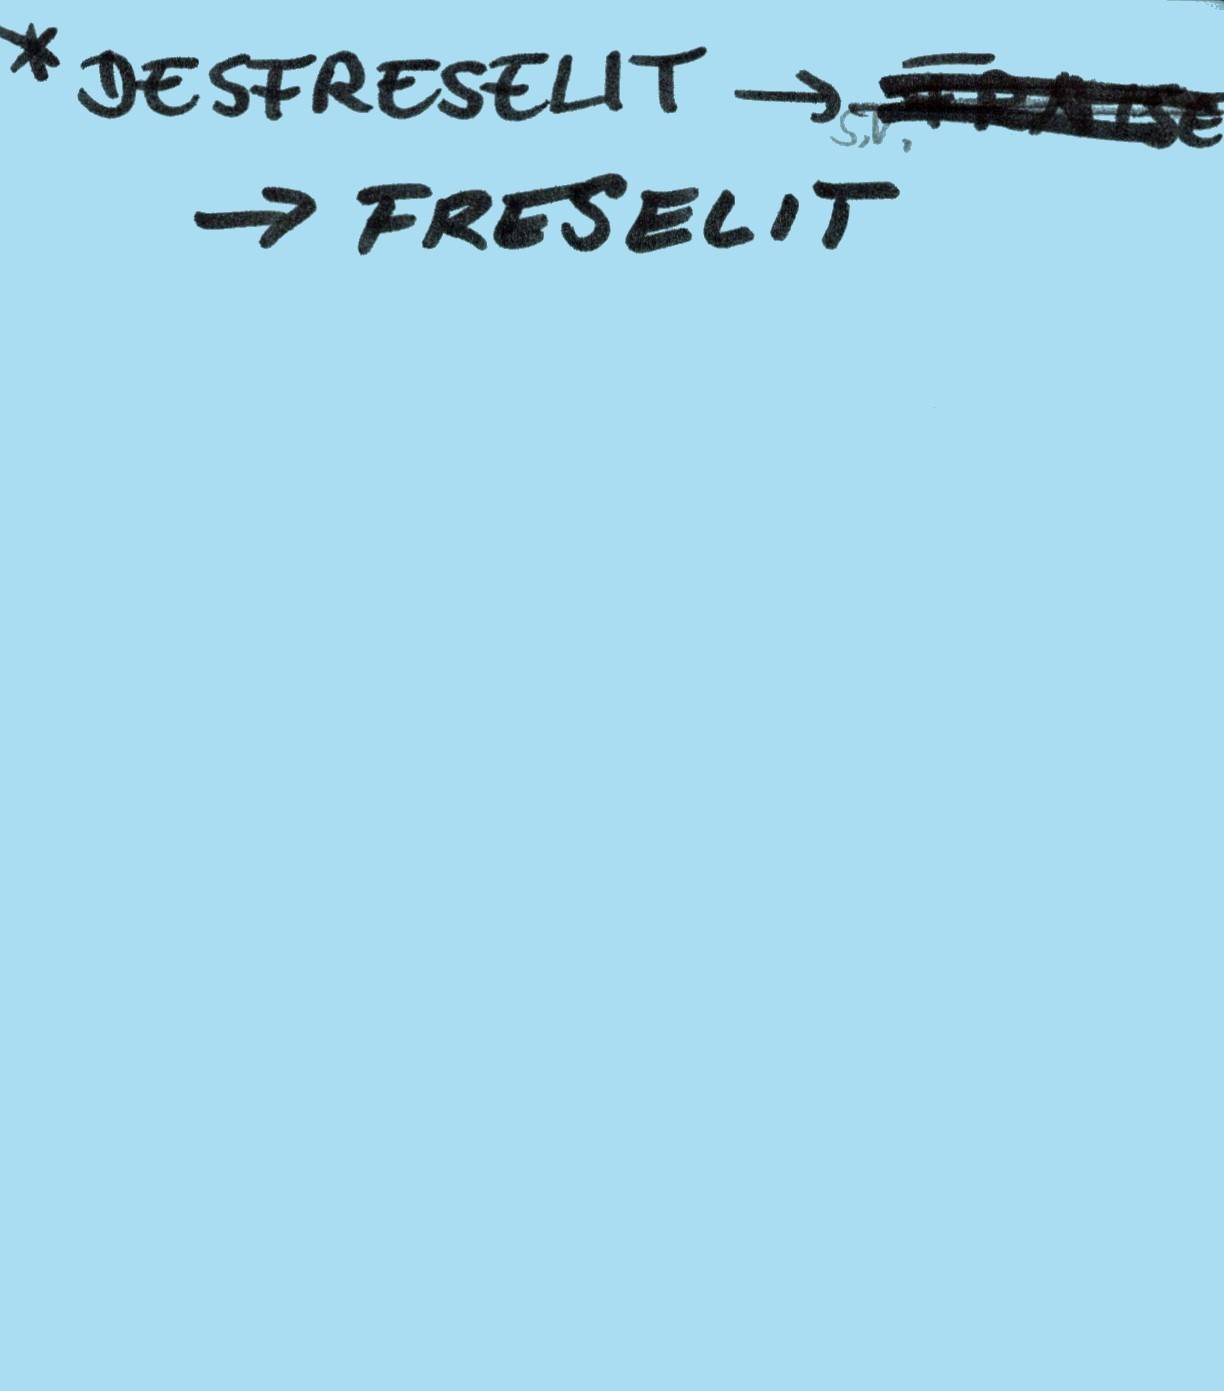 * DESFRESELIT →
s.v.
→ FRESELIT